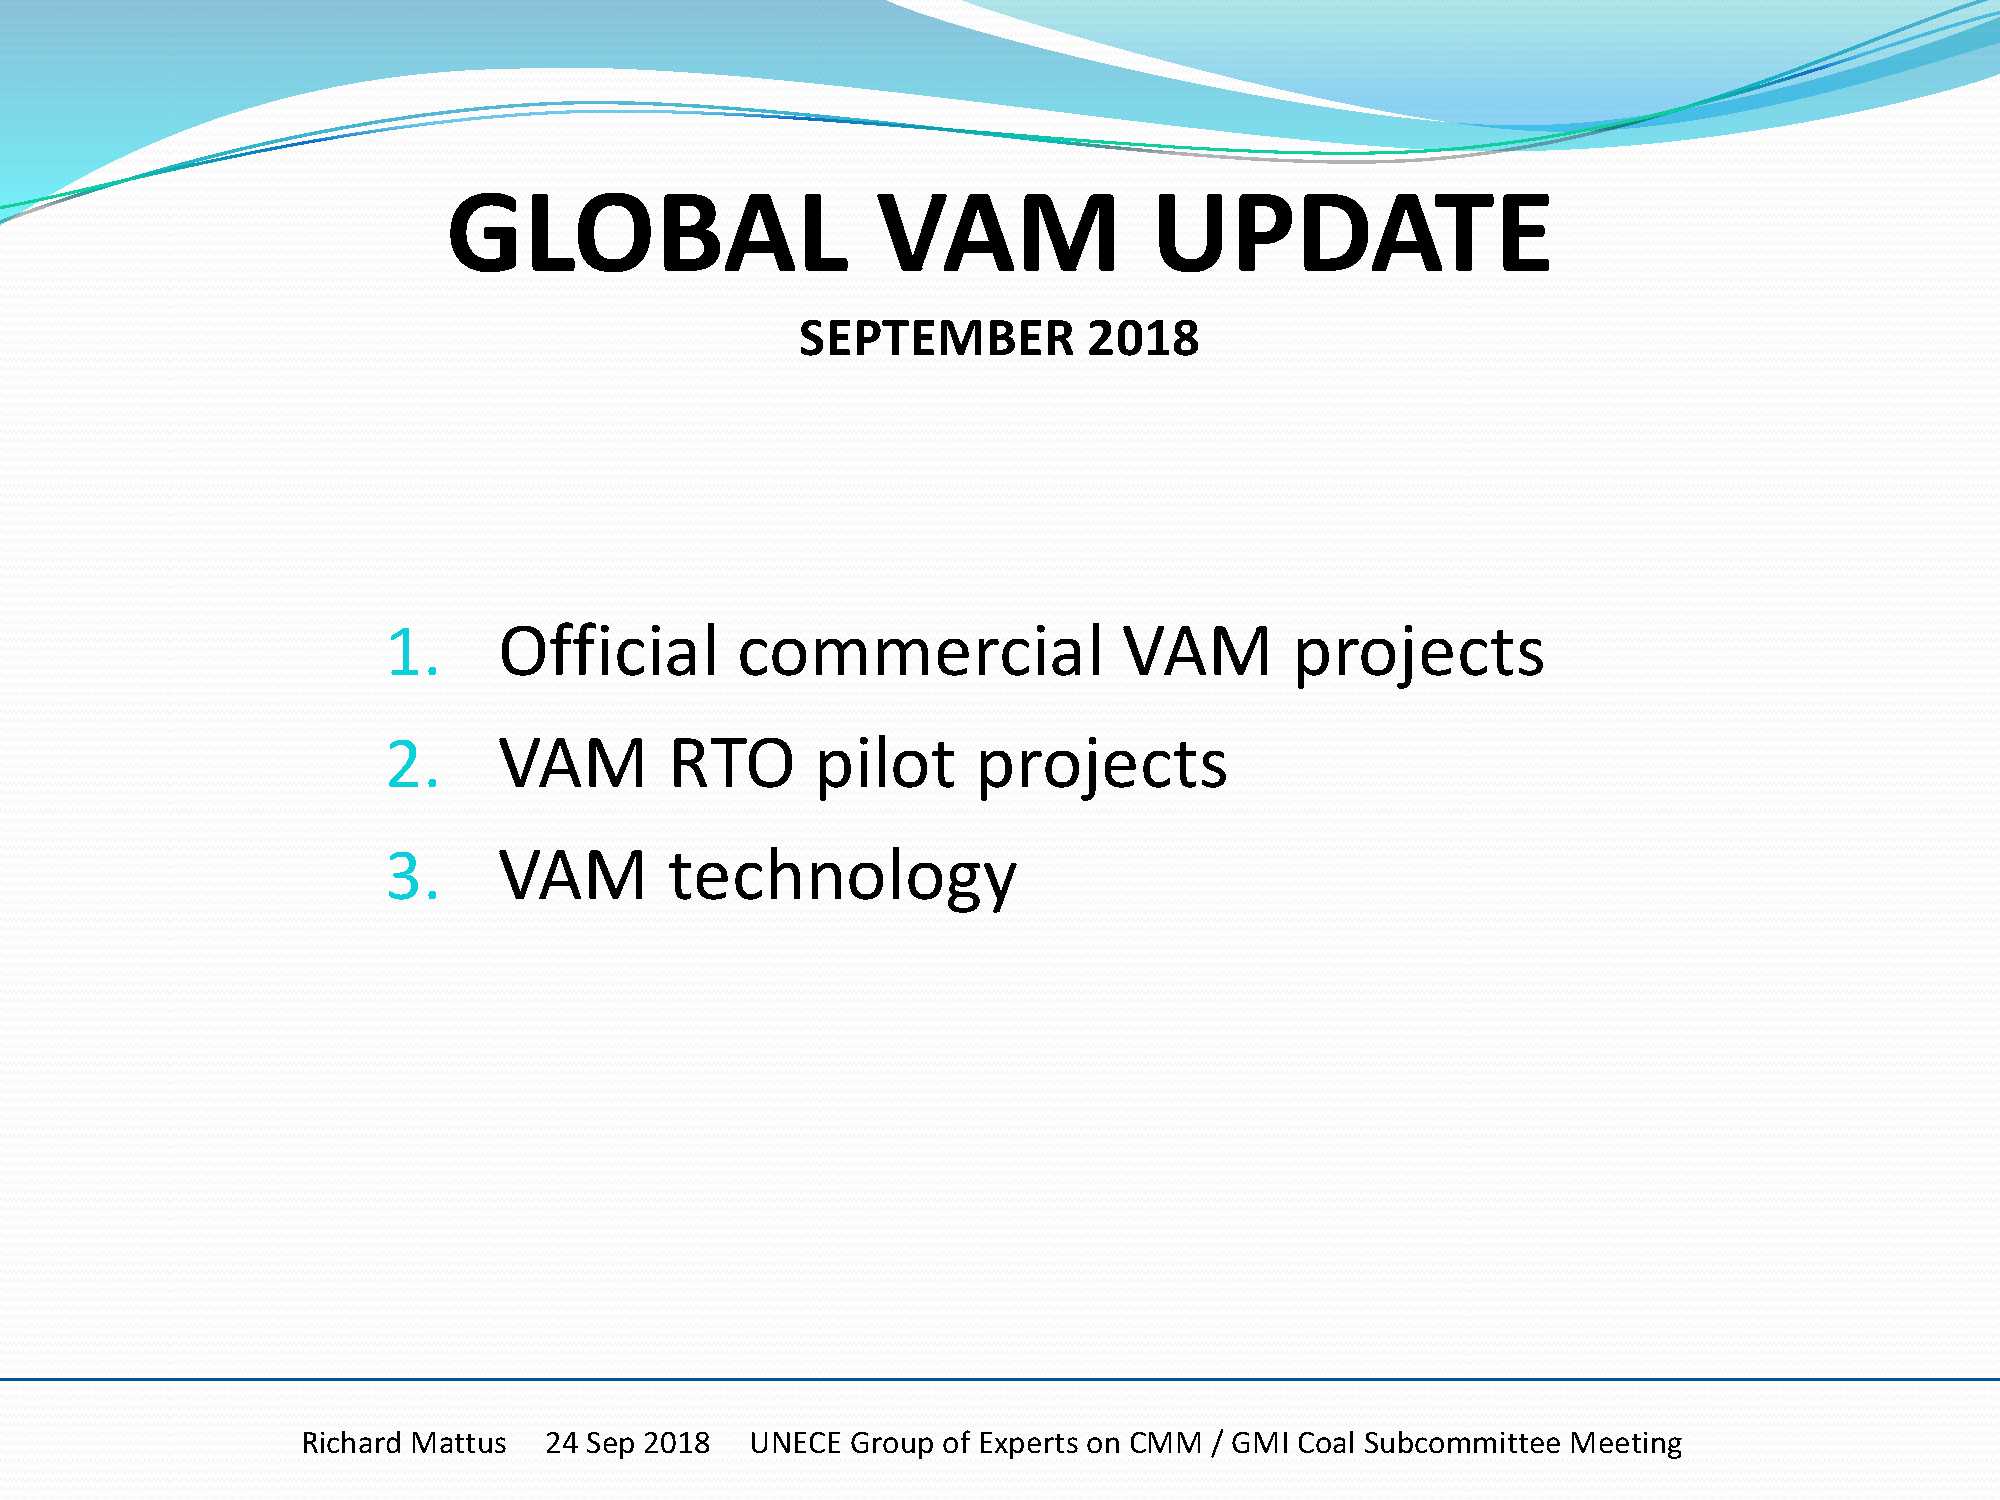 GLOBAL VAM UPDATE
SEPTEMBER 2018
1. Official commercial VAM projects
2. VAM RTO pilot projects
3. VAM technology
Richard Mattus 24 Sep 2018 UNECE Group of Experts on CMM / GMI Coal Subcommittee Meeting